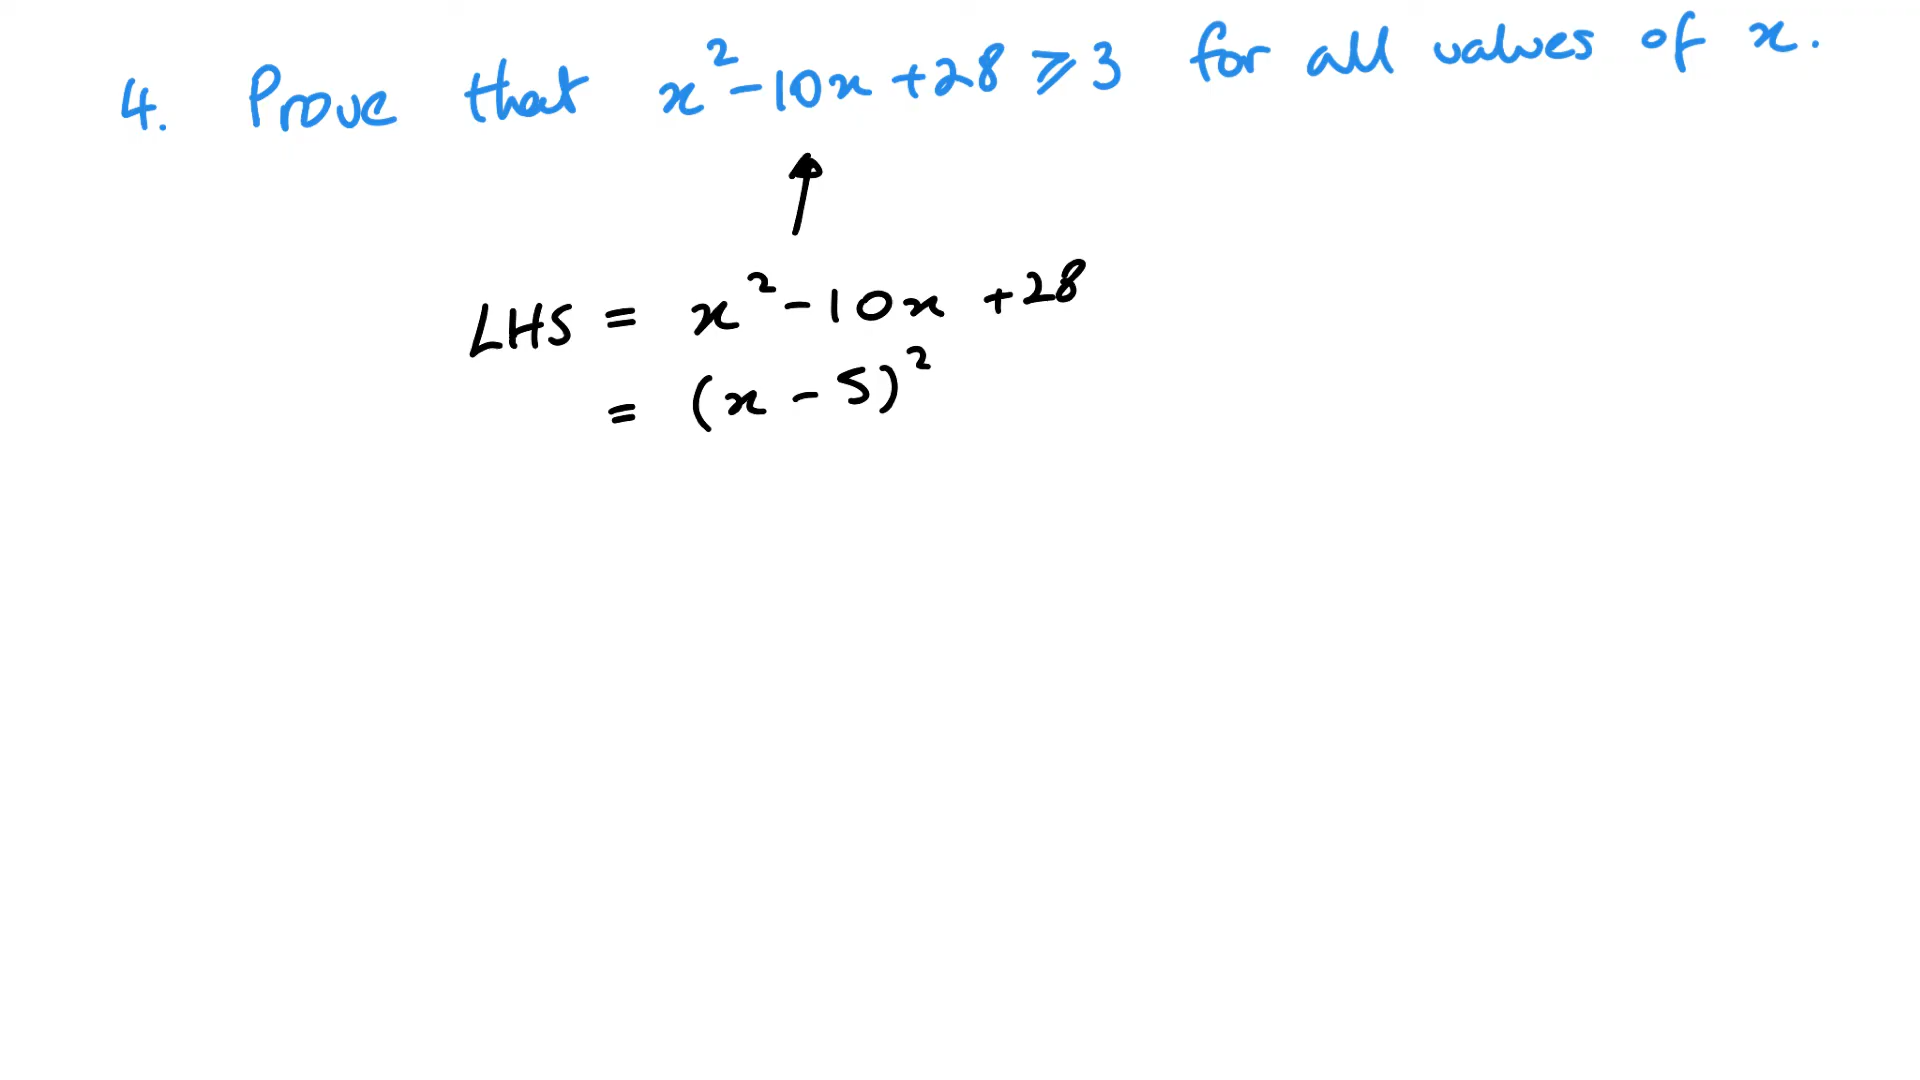 4. Prove that x² - 10x + 28 ⩾ 3 for all values of x.
LHS = x² - 10x + 28
= (x - 5)²